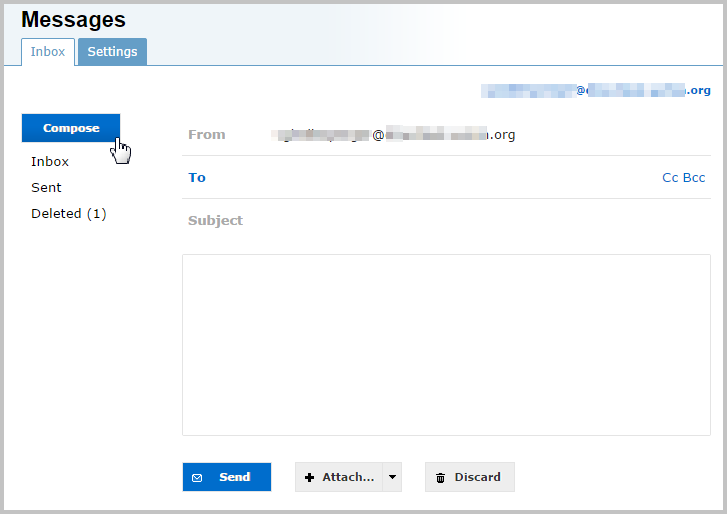 Messages
Inbox Settings
@ .org
Compose
From @ .org
Inbox
To Cc Bcc
Sent
Deleted (1)
Subject
Send Attach... Discard